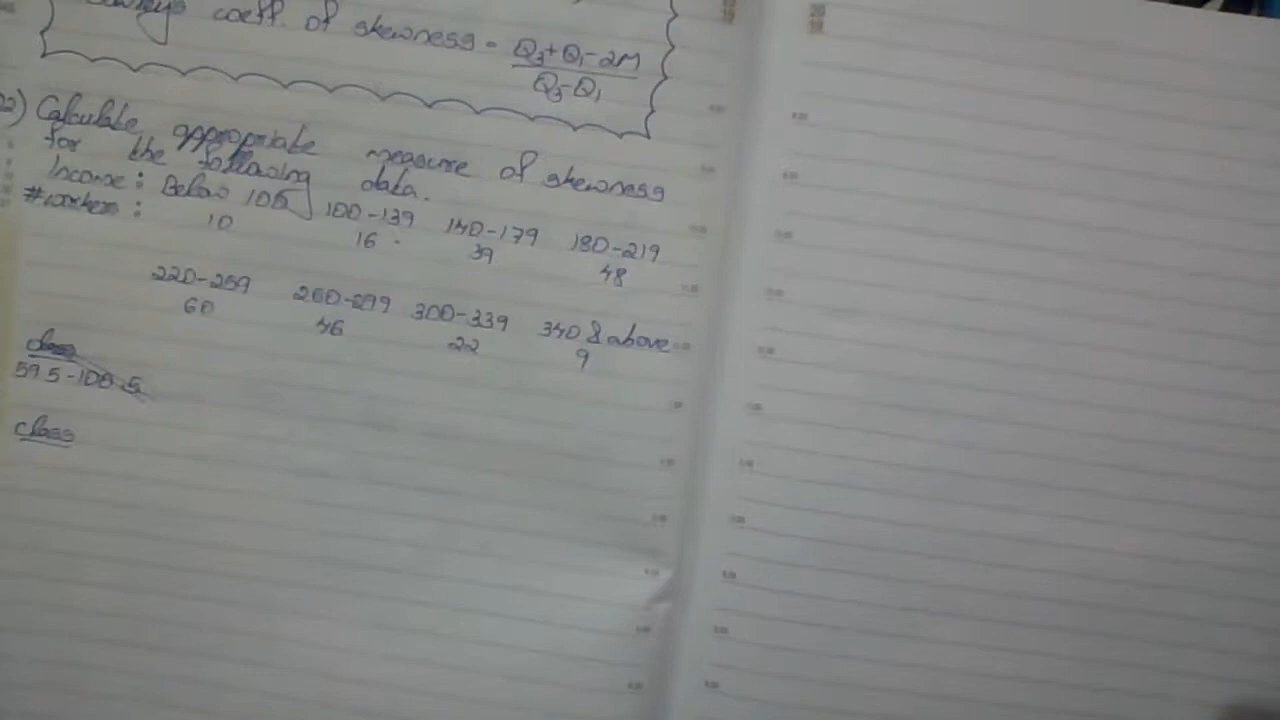 coeff. of skewness = Q3+Q1-2M
Q3-Q1
2) Calculate appropriate measure of skewness
for the following data.
Income: Below 100 100-139 140-179 180-219
#workers: 10 16 39 48
220-259 260-299 300-339 340 & above
60 46 22 9
class
59.5-100.5
class